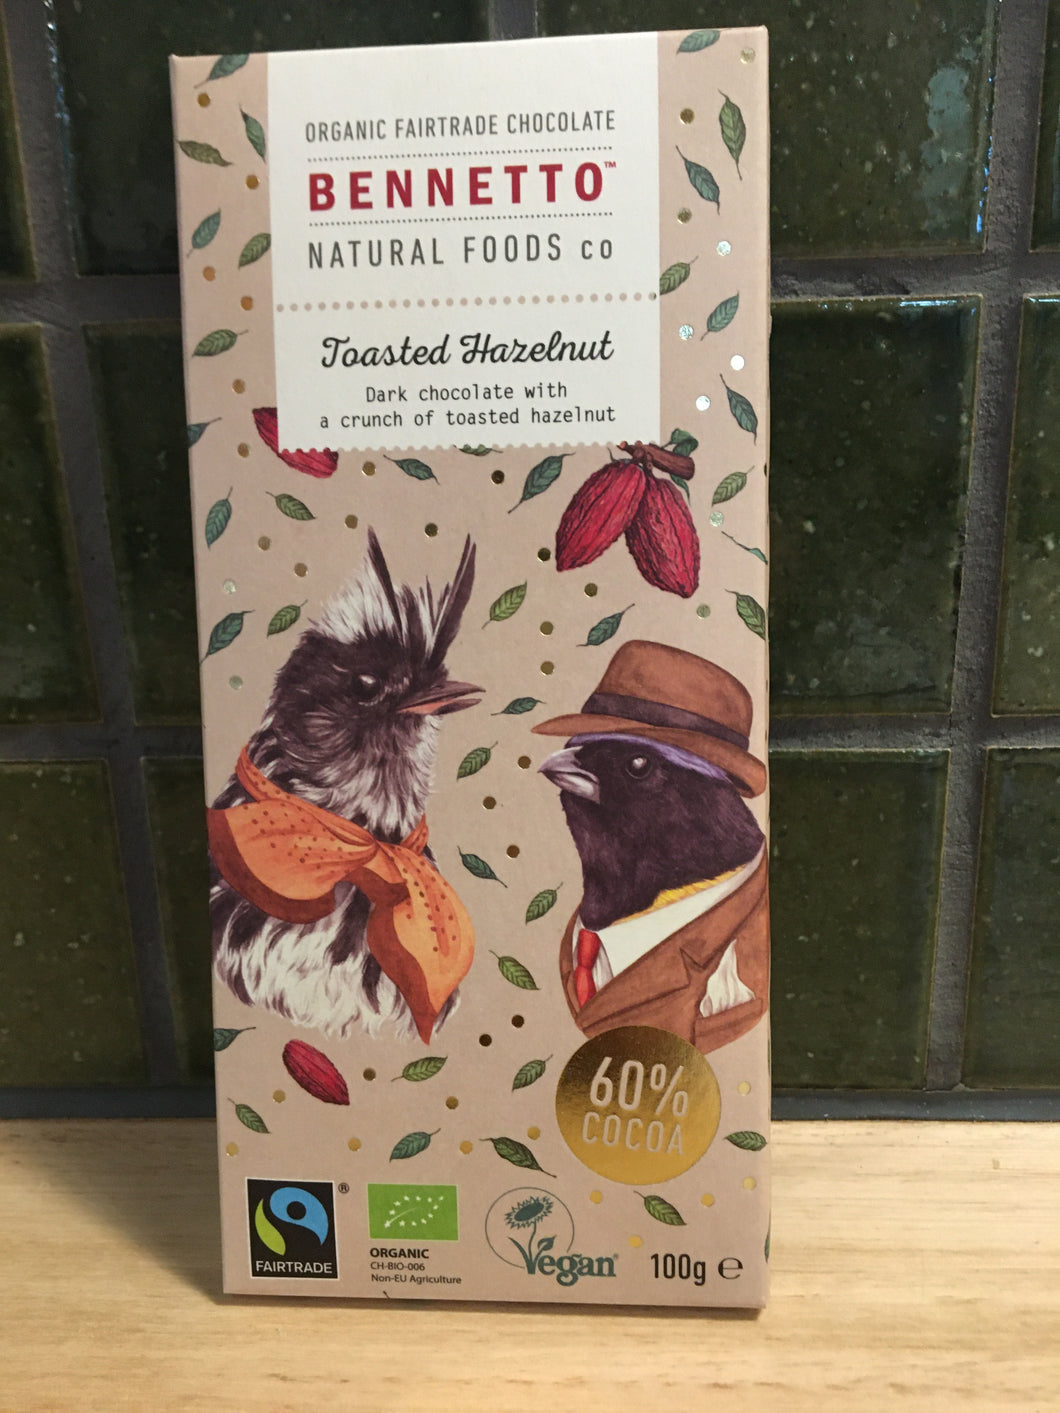 ORGANIC FAIRTRADE CHOCOLATE
BENNETTO™
NATURAL FOODS co
Toasted Hazelnut
Dark chocolate with
a crunch of toasted hazelnut
60%
COCOA
FAIRTRADE
®
ORGANIC
CH-BIO-006
Non-EU Agriculture
Vegan®
100g ℮